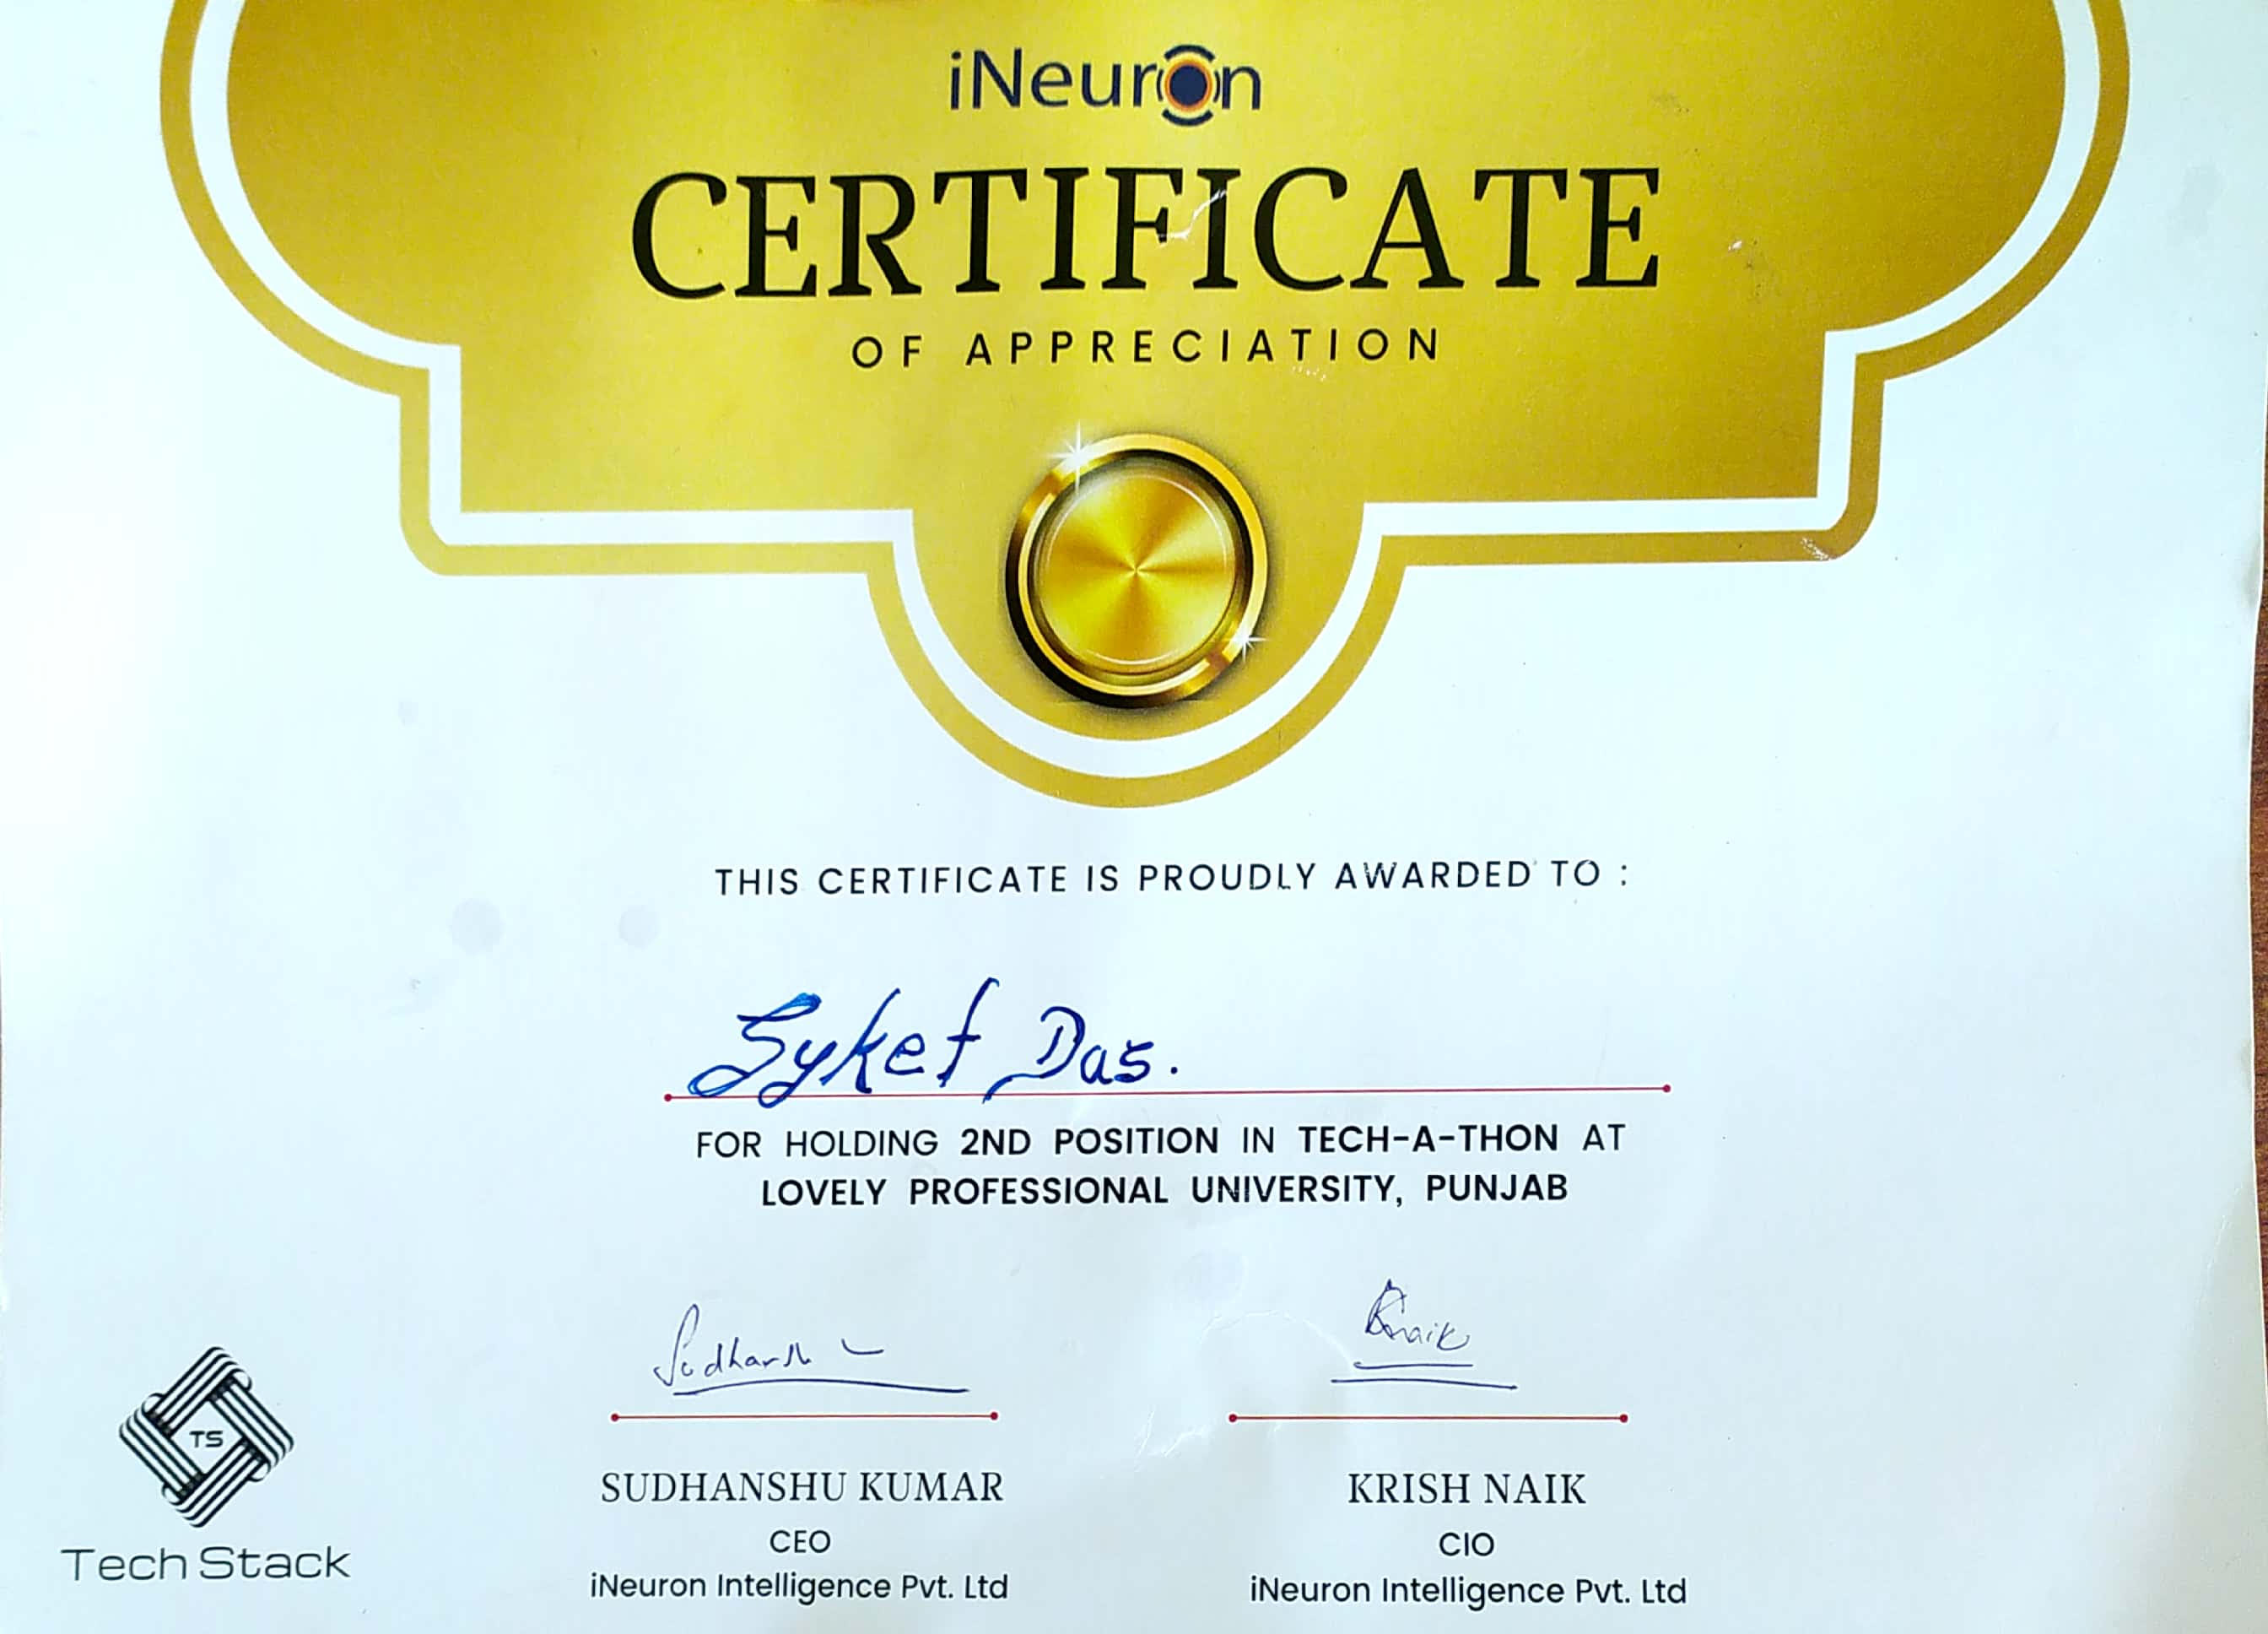 iNeuron
CERTIFICATE
OF APPRECIATION
THIS CERTIFICATE IS PROUDLY AWARDED TO :
Syket Das.
FOR HOLDING 2ND POSITION IN TECH-A-THON AT
LOVELY PROFESSIONAL UNIVERSITY, PUNJAB
Sudhansh
Knaik
TS
Tech Stack
SUDHANSHU KUMAR
CEO
iNeuron Intelligence Pvt. Ltd
KRISH NAIK
CIO
iNeuron Intelligence Pvt. Ltd